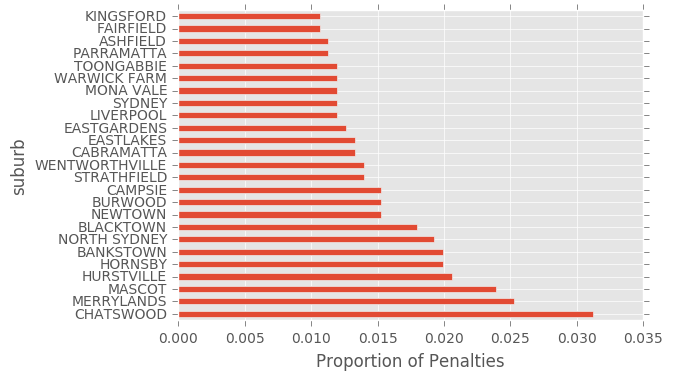 KINGSFORD
FAIRFIELD
ASHFIELD
PARRAMATTA
TOONGABBIE
WARWICK FARM
MONA VALE
SYDNEY
LIVERPOOL
EASTGARDENS
EASTLAKES
CABRAMATTA
WENTWORTHVILLE
STRATHFIELD
CAMPSIE
BURWOOD
NEWTOWN
BLACKTOWN
NORTH SYDNEY
BANKSTOWN
HORNSBY
HURSTVILLE
MASCOT
MERRYLANDS
CHATSWOOD
suburb
0.000 0.005 0.010 0.015 0.020 0.025 0.030 0.035
Proportion of Penalties